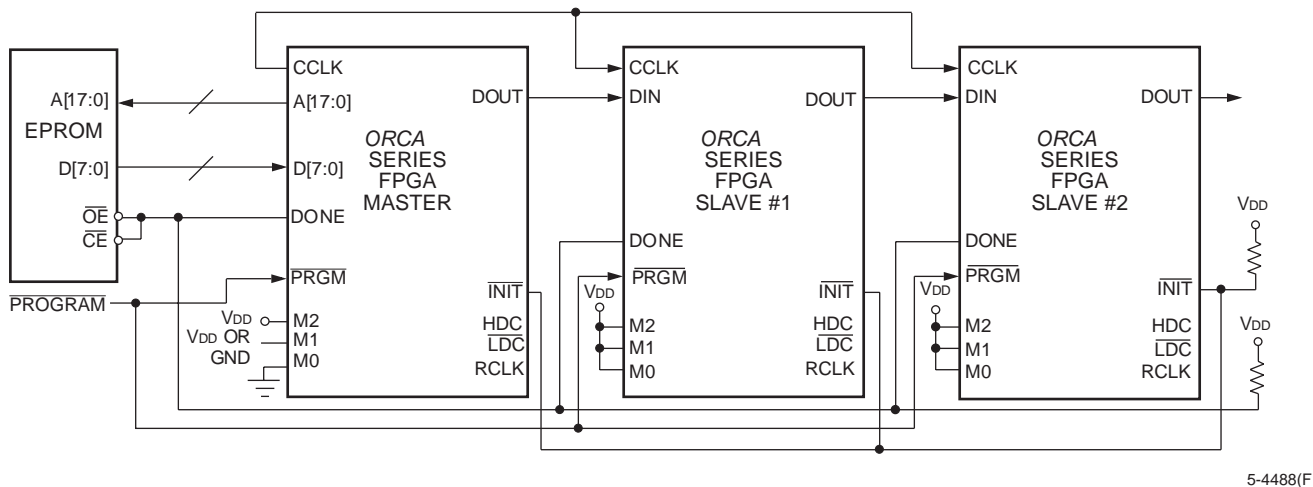 A[17:0]
EPROM
D[7:0]
OE
CE
PROGRAM
CCLK
A[17:0]
DOUT
ORCA
SERIES
FPGA
MASTER
D[7:0]
DONE
PRGM
INIT
VDD
M2
HDC
VDD OR
M1
LDC
GND
M0
RCLK
CCLK
DIN
DOUT
ORCA
SERIES
FPGA
SLAVE #1
DONE
PRGM
VDD
INIT
M2
HDC
M1
LDC
M0
RCLK
CCLK
DIN
DOUT
ORCA
SERIES
FPGA
SLAVE #2
DONE
PRGM
VDD
INIT
M2
HDC
M1
LDC
M0
RCLK
VDD
VDD
5-4488(F